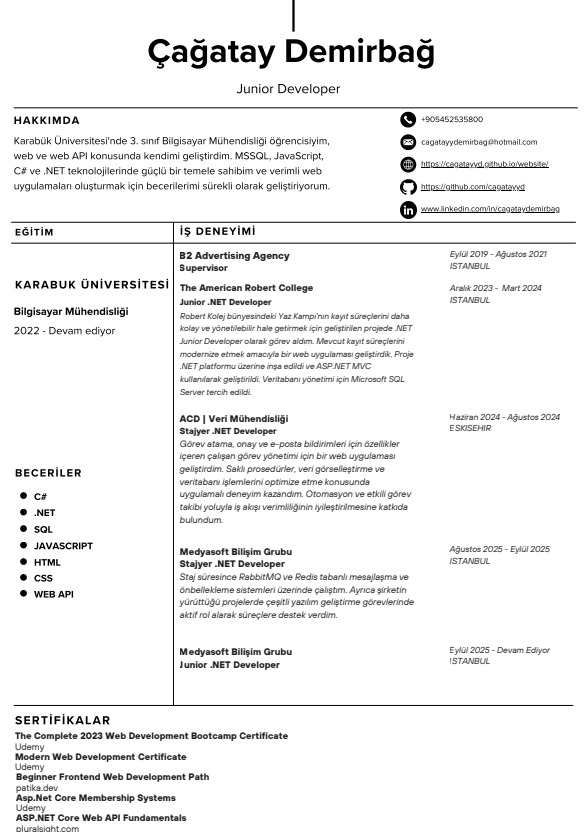 Çağatay Demirbağ
Junior Developer
HAKKIMDA
Karabük Üniversitesi'nde 3. sınıf Bilgisayar Mühendisliği öğrencisiyim,
web ve web API konusunda kendimi geliştirdim. MSSQL, JavaScript,
C# ve .NET teknolojilerinde güçlü bir temele sahibim ve verimli web
uygulamaları oluşturmak için becerilerimi sürekli olarak geliştiriyorum.
+905452535800
cagatayydemirbag@hotmail.com
https://cagatayyd.github.io/website/
https://github.com/cagatayyd
www.linkedin.com/in/cagataydemirbag
EĞİTİM
KARABUK ÜNİVERSİTESİ
Bilgisayar Mühendisliği
2022 - Devam ediyor
BECERİLER
C#
.NET
SQL
JAVASCRIPT
HTML
CSS
WEB API
İŞ DENEYİMİ
B2 Advertising Agency
Supervisor
Eylül 2019 - Ağustos 2021
ISTANBUL
The American Robert College
Junior .NET Developer
Aralık 2023 - Mart 2024
ISTANBUL
Robert Kolej bünyesindeki Yaz Kampı'nın kayıt süreçlerini daha
kolay ve yönetilebilir hale getirmek için geliştirilen projede .NET
Junior Developer olarak görev aldım. Mevcut kayıt süreçlerini
modernize etmek amacıyla bir web uygulaması geliştirdik. Proje
.NET platformu üzerine inşa edildi ve ASP.NET MVC
kullanılarak geliştirildi. Veritabanı yönetimi için Microsoft SQL
Server tercih edildi.
ACD | Veri Mühendisliği
Stajyer .NET Developer
Haziran 2024 - Ağustos 2024
ESKISEHIR
Görev atama, onay ve e-posta bildirimleri için özellikler
içeren çalışan görev yönetimi için bir web uygulaması
geliştirdim. Saklı prosedürler, veri görselleştirme ve
veritabanı işlemlerini optimize etme konusunda
uygulamalı deneyim kazandım. Otomasyon ve etkili görev
takibi yoluyla iş akışı verimliliğinin iyileştirilmesine katkıda
bulundum.
Medyasoft Bilişim Grubu
Stajyer .NET Developer
Ağustos 2025 - Eylül 2025
ISTANBUL
Staj süresince RabbitMQ ve Redis tabanlı mesajlaşma ve
önbellekleme sistemleri üzerinde çalıştım. Ayrıca şirketin
yürüttüğü projelerde çeşitli yazılım geliştirme görevlerinde
aktif rol alarak süreçlere destek verdim.
Medyasoft Bilişim Grubu
Junior .NET Developer
Eylül 2025 - Devam Ediyor
ISTANBUL
SERTİFİKALAR
The Complete 2023 Web Development Bootcamp Certificate
Udemy
Modern Web Development Certificate
Udemy
Beginner Frontend Web Development Path
patika.dev
Asp.Net Core Membership Systems
Udemy
ASP.NET Core Web API Fundamentals
pluralsight.com